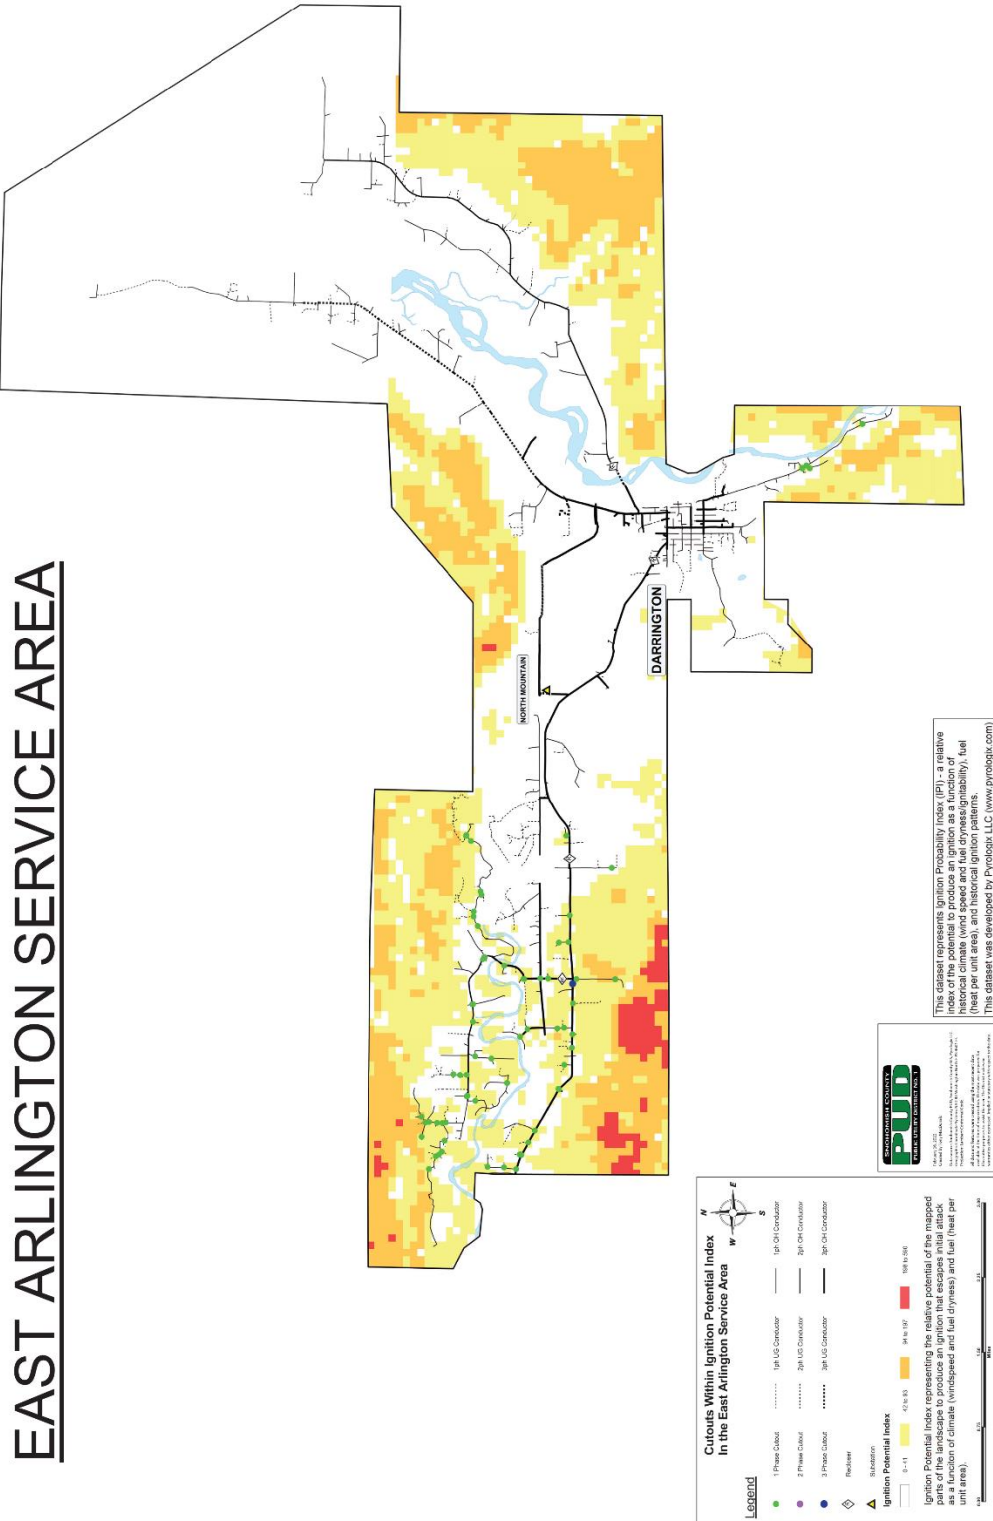 EAST ARLINGTON SERVICE AREA
NORTH MOUNTAIN
DARRINGTON
Cutouts Within Ignition Potential Index
In the East Arlington Service Area
N
W
E
S
Legend
1 Phase Cutout
1ph UG Conductor
1ph OH Conductor
2 Phase Cutout
2ph UG Conductor
2ph OH Conductor
3 Phase Cutout
3ph UG Conductor
3ph OH Conductor
Recloser
Substation
Ignition Potential Index
0 - 41
42 to 93
94 to 197
Ignition Potential Index representing the relative potential of the mapped
parts of the landscape to produce an ignition that escapes initial attack
as a function of climate (windspeed and fuel dryness) and fuel (heat per
unit area).
Miles
SNOHOMISH COUNTY
PUD
PUBLIC UTILITY DISTRICT NO. 1
This dataset represents Ignition Probability Index (IPI) - a relative
index of the potential to produce an ignition as a function of
historical climate (wind speed and fuel dryness/ignitability), fuel
(heat per unit area), and historical ignition patterns.
This dataset was developed by Pyrologix LLC (www.pyrologix.com)